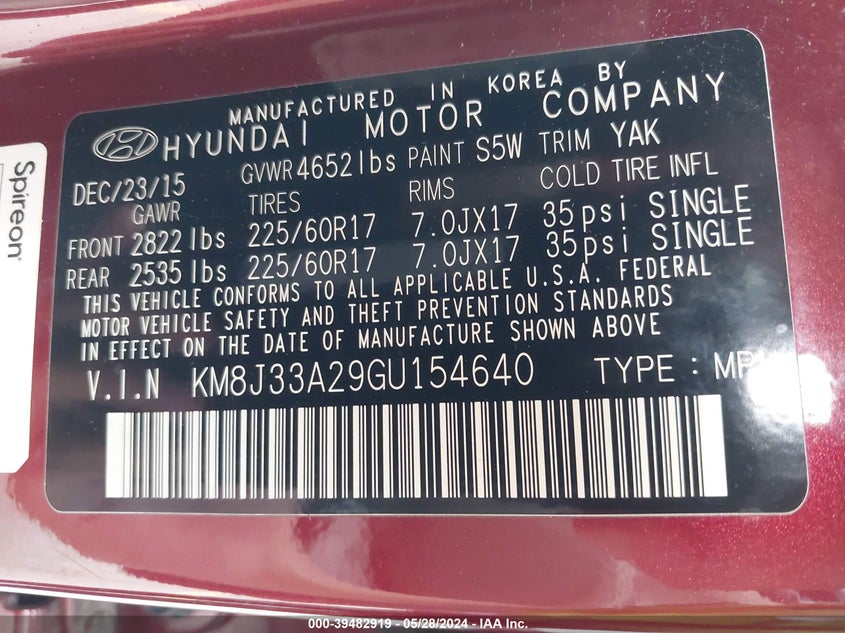 MANUFACTURED IN KOREA BY
HYUNDAI MOTOR COMPANY
DEC/23/15 GVWR 4652lbs PAINT S5W TRIM YAK
GAWR TIRES RIMS COLD TIRE INFL
FRONT 2822 lbs 225/60R17 7.0JX17 35psi SINGLE
REAR 2535 lbs 225/60R17 7.0JX17 35psi SINGLE
THIS VEHICLE CONFORMS TO ALL APPLICABLE U.S.A. FEDERAL
MOTOR VEHICLE SAFETY AND THEFT PREVENTION STANDARDS
IN EFFECT ON THE DATE OF MANUFACTURE SHOWN ABOVE
V.I.N KM8J33A29GU154640 TYPE: MP
Spireon
000-39482919 - 05/28/2024 - IAA Inc.